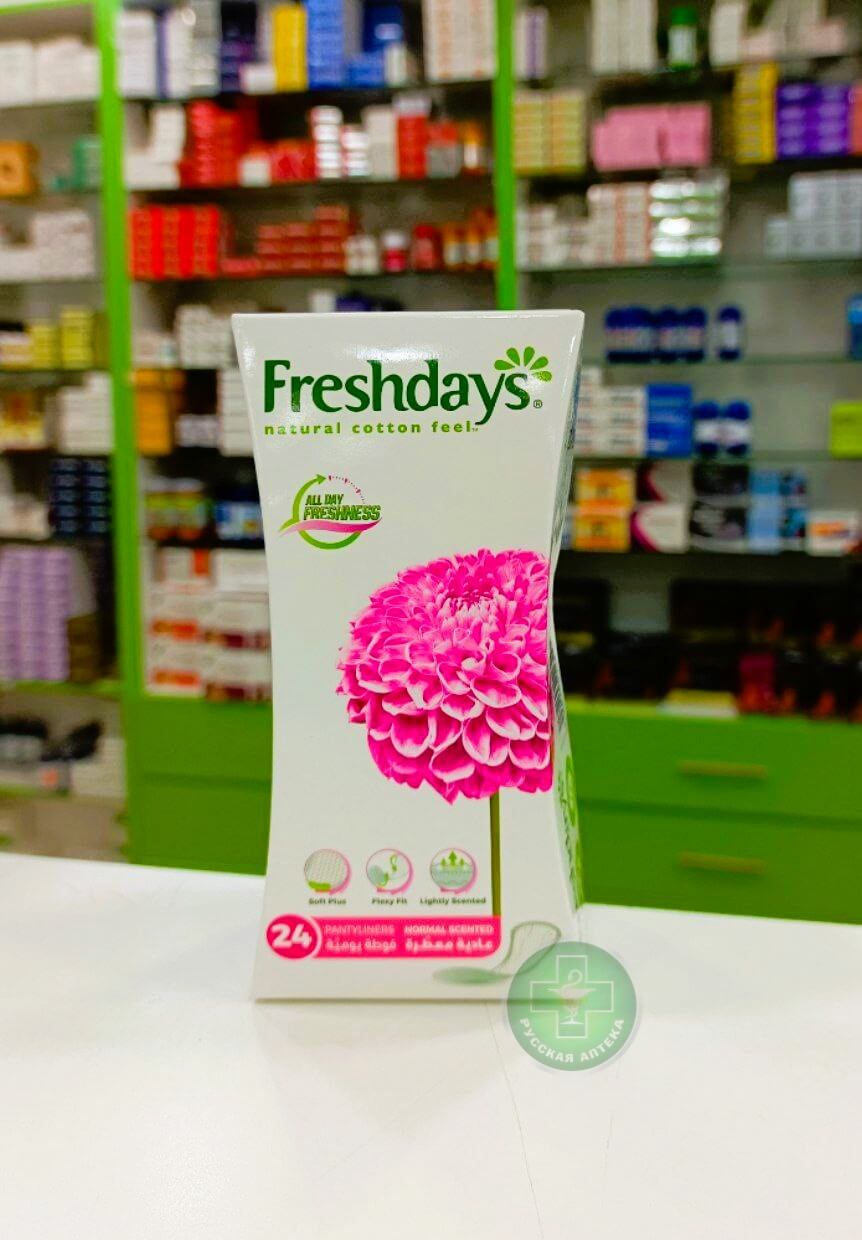 Freshdays®
natural cotton feel™
ALL DAY
FRESHNESS
Soft Plus
Flexy Fit
Lightly Scented
24
PANTYLINERS NORMAL SCENTED
فوطة يومية عادية معطرة
РУССКАЯ АПТЕКА